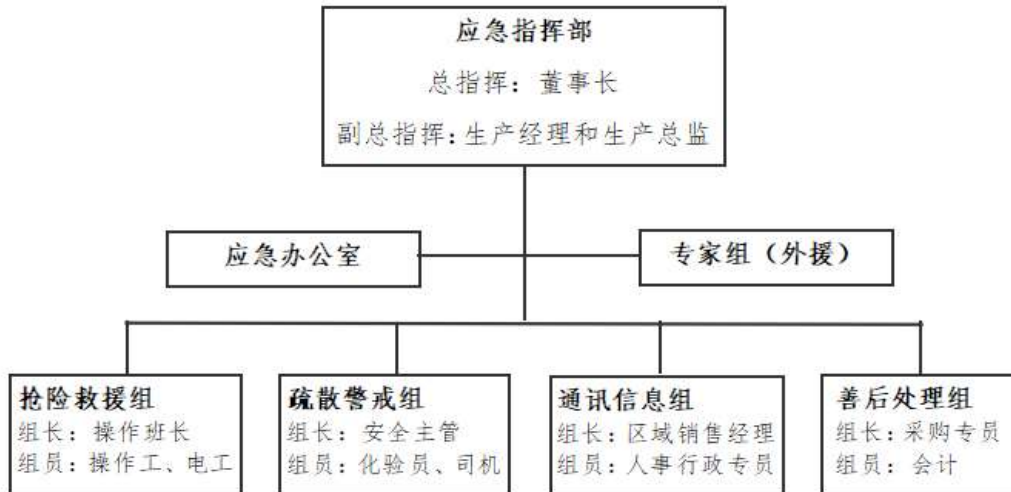 应急指挥部
总指挥：董事长
副总指挥:生产经理和生产总监
应急办公室
专家组（外援）
抢险救援组
组长：操作班长
组员：操作工、电工
疏散警戒组
组长：安全主管
组员：化验员、司机
通讯信息组
组长：区域销售经理
组员：人事行政专员
善后处理组
组长：采购专员
组员：会计